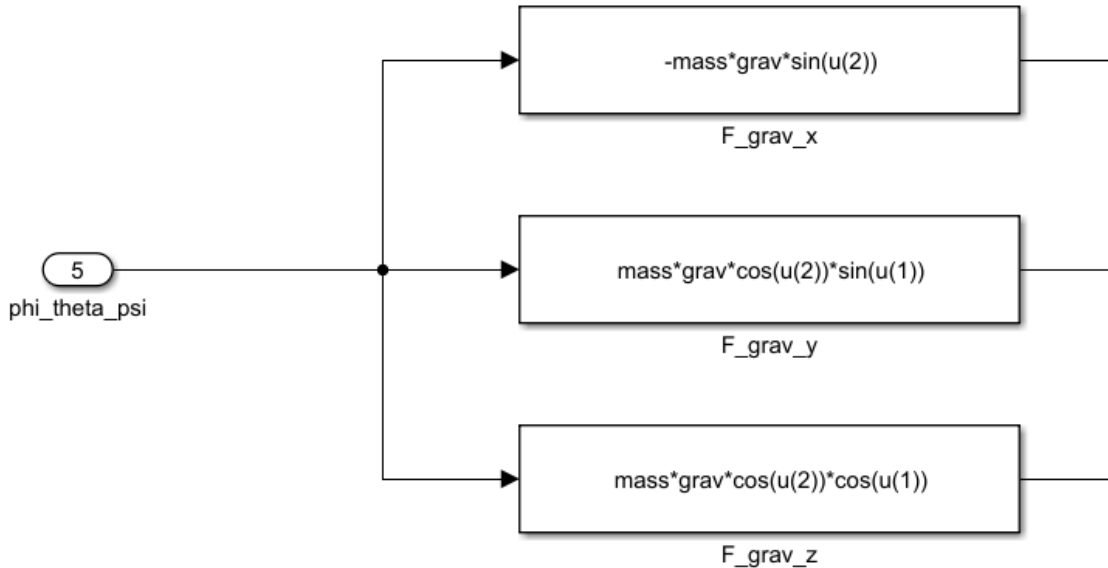 -mass*grav*sin(u(2))
F_grav_x
5
phi_theta_psi
mass*grav*cos(u(2))*sin(u(1))
F_grav_y
mass*grav*cos(u(2))*cos(u(1))
F_grav_z